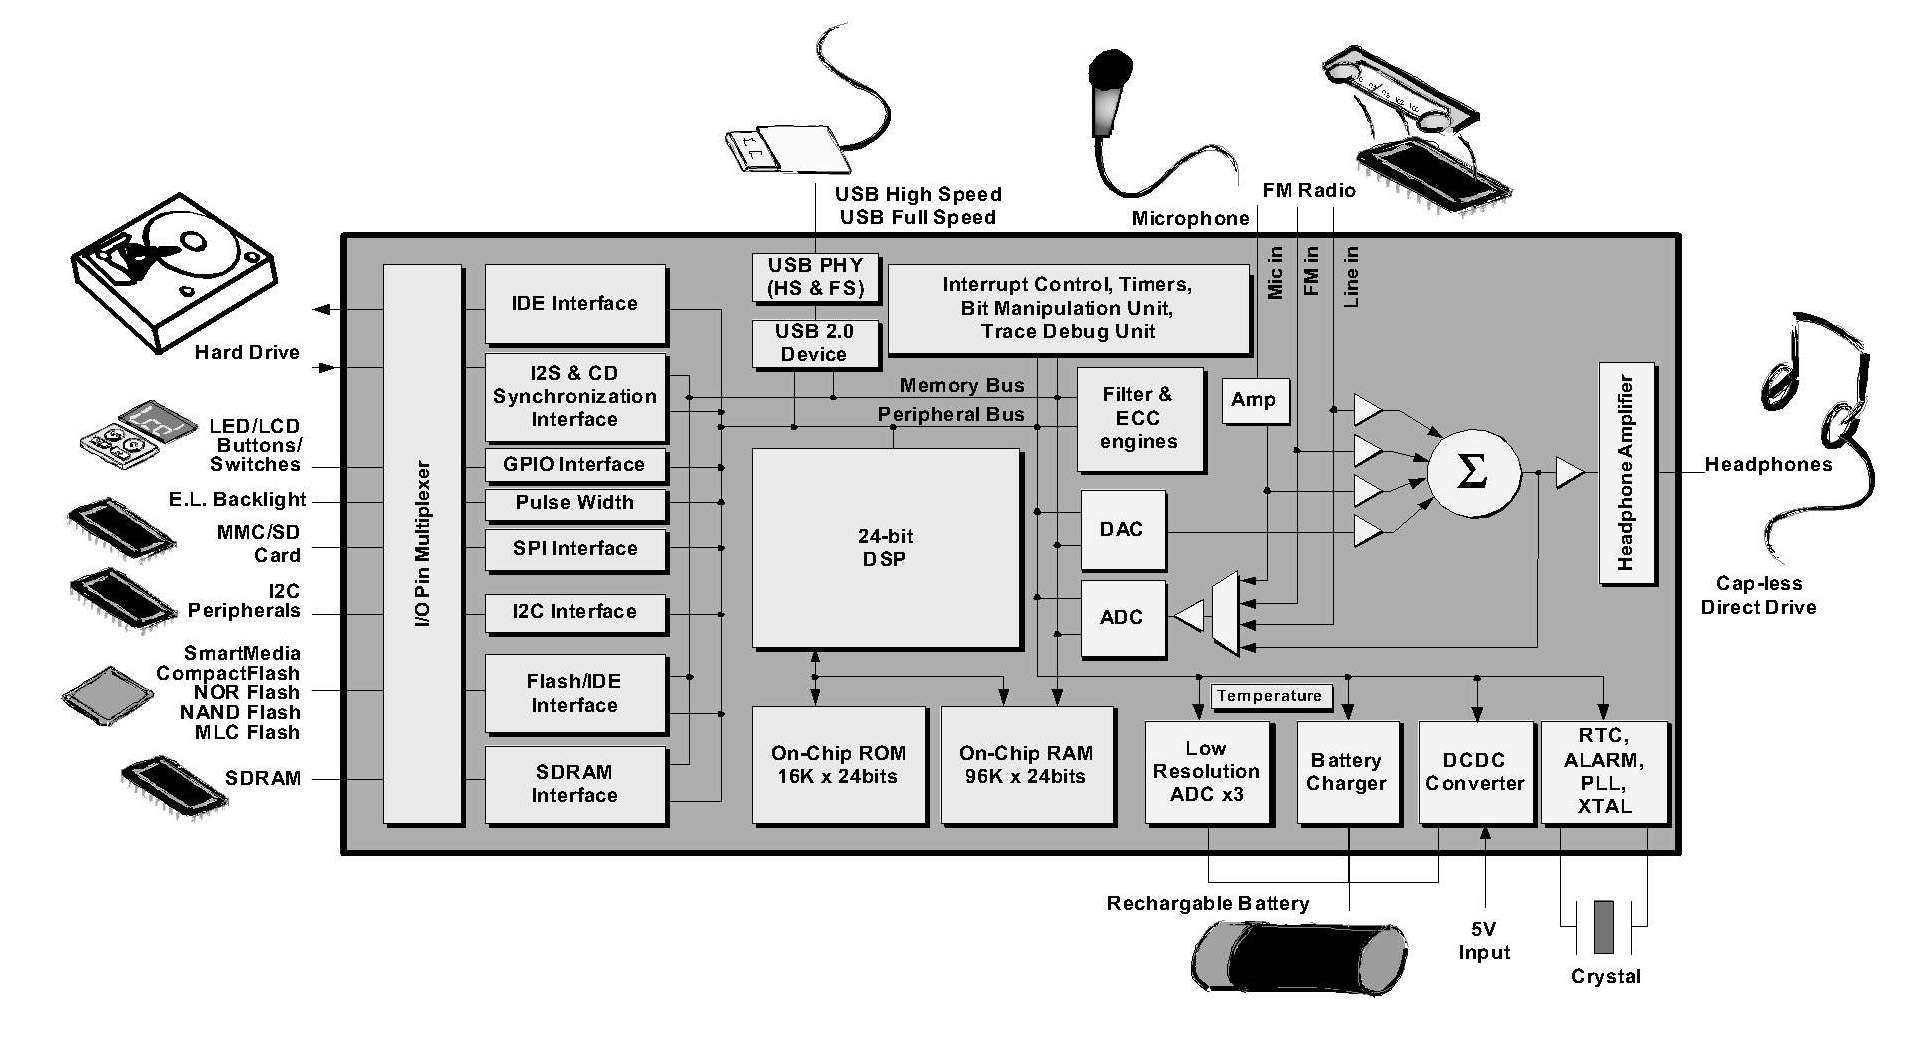 USB High Speed
USB Full Speed
Microphone
FM Radio
Hard Drive
LED/LCD
Buttons/
Switches
E.L. Backlight
MMC/SD
Card
I2C
Peripherals
SmartMedia
CompactFlash
NOR Flash
NAND Flash
MLC Flash
SDRAM
I/O Pin Multiplexer
IDE Interface
I2S & CD
Synchronization
Interface
GPIO Interface
Pulse Width
SPI Interface
I2C Interface
Flash/IDE
Interface
SDRAM
Interface
USB PHY
(HS & FS)
USB 2.0
Device
Interrupt Control, Timers,
Bit Manipulation Unit,
Trace Debug Unit
Memory Bus
Peripheral Bus
24-bit
DSP
On-Chip ROM
16K x 24bits
On-Chip RAM
96K x 24bits
Filter &
ECC
engines
DAC
ADC
Amp
Mic in
FM in
Line in
Σ
Headphone Amplifier
Headphones
Cap-less
Direct Drive
Temperature
Low
Resolution
ADC x3
Battery
Charger
DCDC
Converter
RTC,
ALARM,
PLL,
XTAL
Rechargable Battery
5V
Input
Crystal